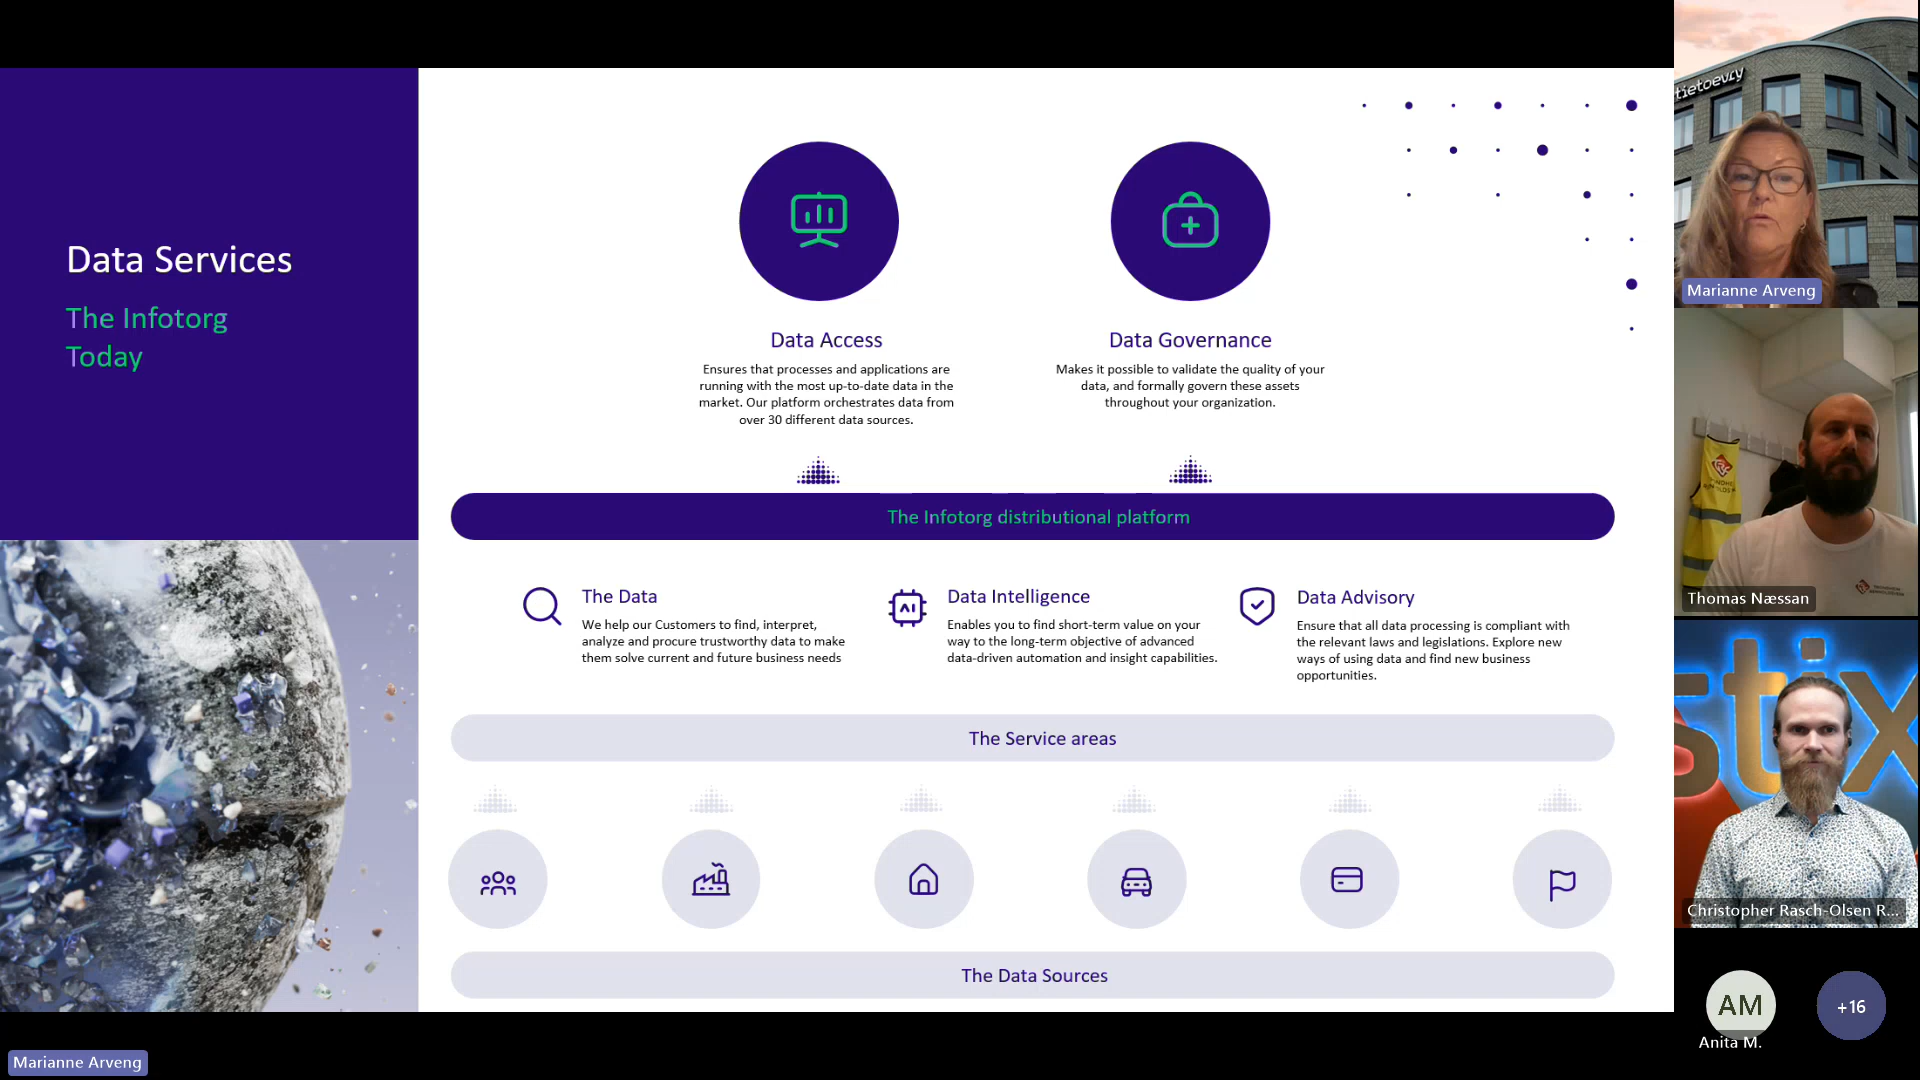 Data Services
The Infotorg
Today
Data Access
Ensures that processes and applications are
running with the most up-to-date data in the
market. Our platform orchestrates data from
over 30 different data sources.
Data Governance
Makes it possible to validate the quality of your
data, and formally govern these assets
throughout your organization.
The Infotorg distributional platform
The Data
We help our Customers to find, interpret,
analyze and procure trustworthy data to make
them solve current and future business needs
AI
Data Intelligence
Enables you to find short-term value on your
way to the long-term objective of advanced
data-driven automation and insight capabilities.
Data Advisory
Ensure that all data processing is compliant with
the relevant laws and legislations. Explore new
ways of using data and find new business
opportunities.
The Service areas
The Data Sources
Marianne Arveng
tietoevry
Marianne Arveng
Thomas Næssan
stix
Christopher Rasch-Olsen R...
AM
Anita M.
+16